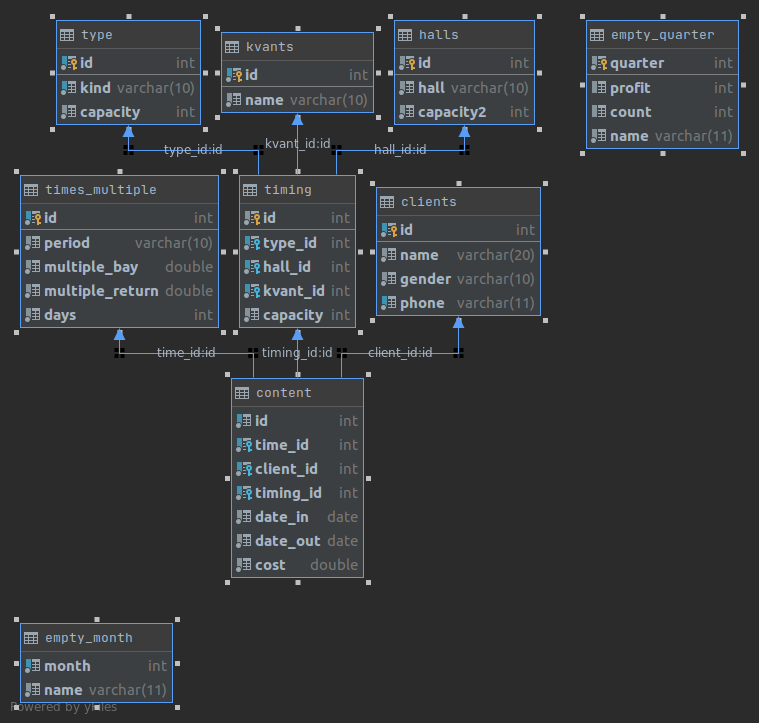 type
id int
kind varchar(10)
capacity int
kvants
id int
name varchar(10)
halls
id int
hall varchar(10)
capacity2 int
empty_quarter
quarter int
profit int
count int
name varchar(11)
type_id:id
kvant_id:id
hall_id:id
times_multiple
id int
period varchar(10)
multiple_bay double
multiple_return double
days int
timing
id int
type_id int
hall_id int
kvant_id int
capacity int
clients
id int
name varchar(20)
gender varchar(10)
phone varchar(11)
time_id:id
timing_id:id
client_id:id
content
id int
time_id int
client_id int
timing_id int
date_in date
date_out date
cost double
empty_month
month int
name varchar(11)
Powered by yFiles